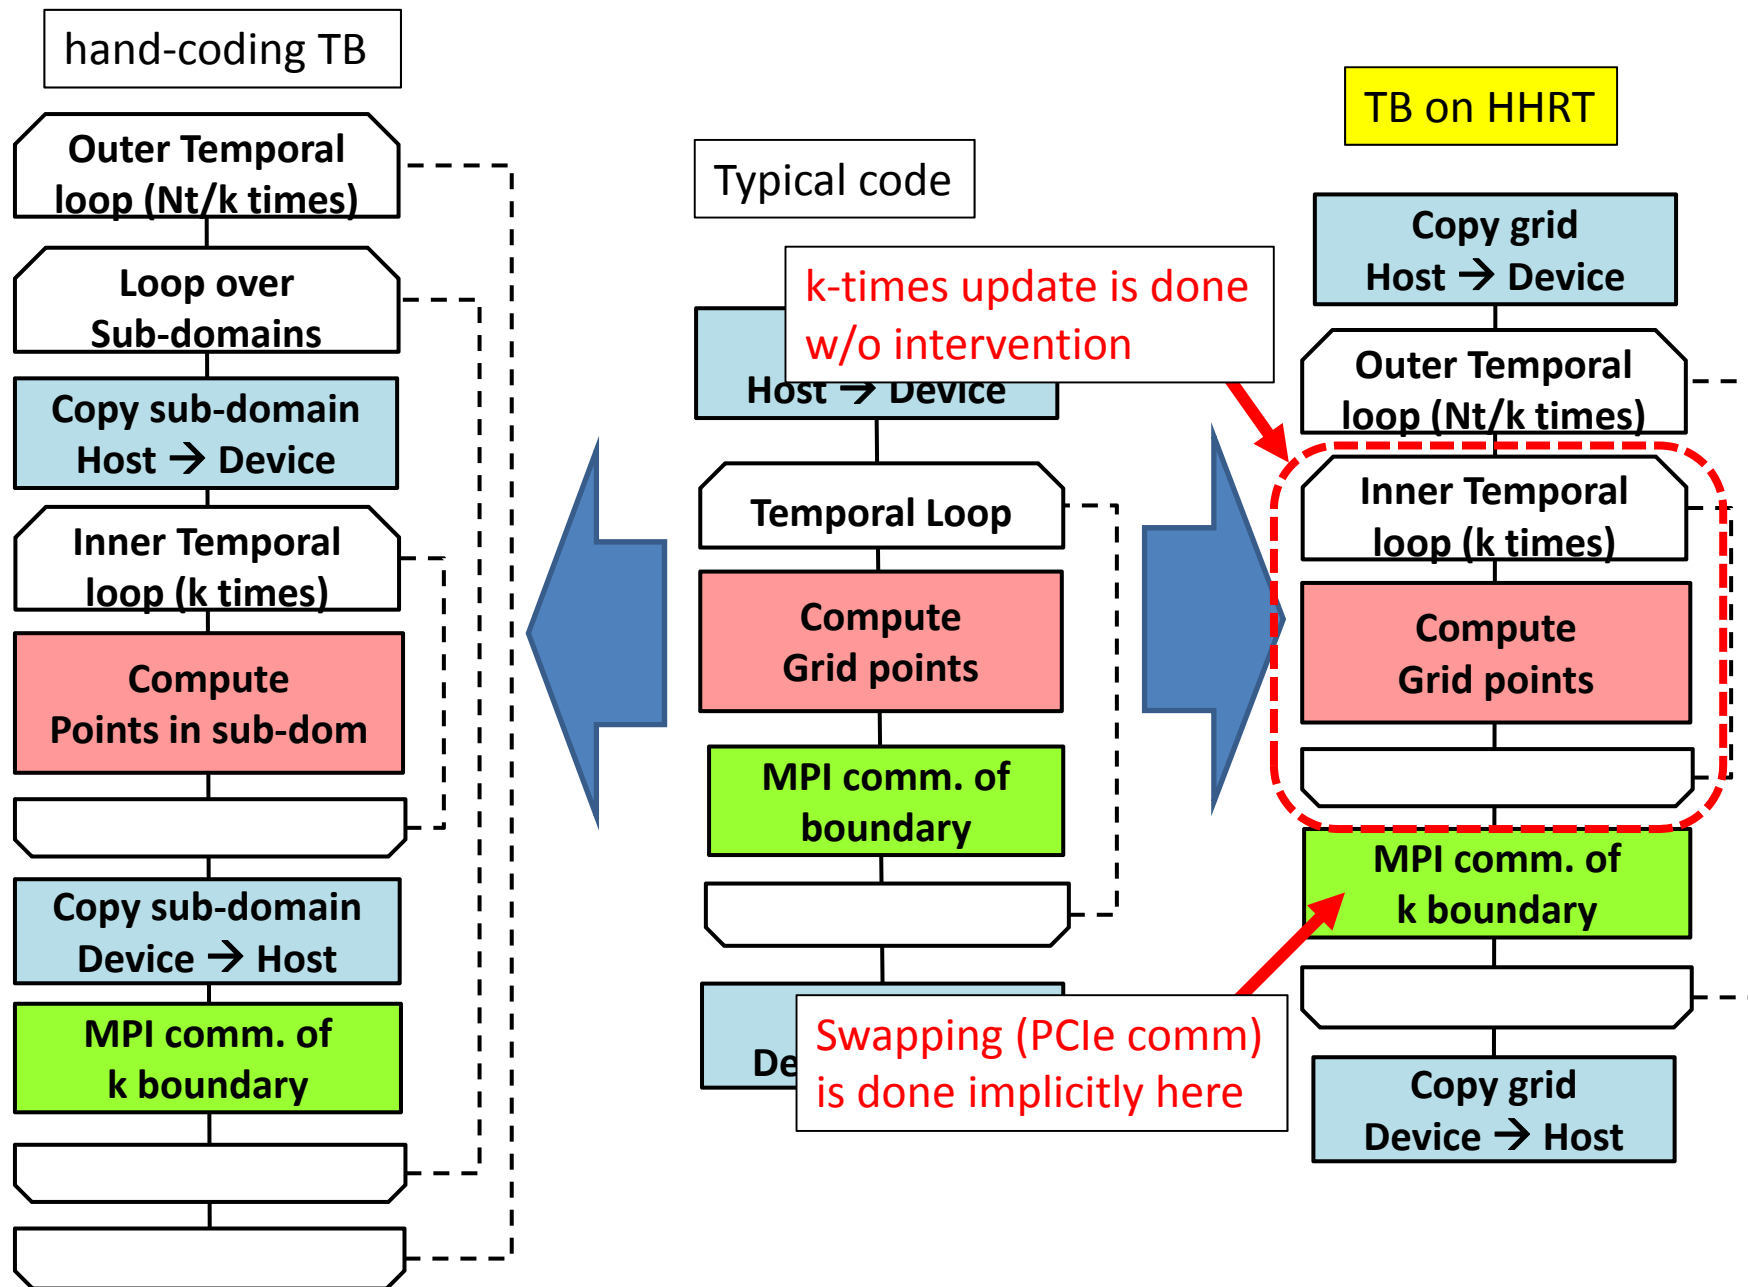 hand-coding TB
Outer Temporal
loop (Nt/k times)
Loop over
Sub-domains
Copy sub-domain
Host → Device
Inner Temporal
loop (k times)
Compute
Points in sub-dom
Copy sub-domain
Device → Host
MPI comm. of
k boundary
Typical code
k-times update is done
w/o intervention
Host → Device
Temporal Loop
Compute
Grid points
MPI comm. of
boundary
Swapping (PCIe comm)
is done implicitly here
TB on HHRT
Copy grid
Host → Device
Outer Temporal
loop (Nt/k times)
Inner Temporal
loop (k times)
Compute
Grid points
MPI comm. of
k boundary
Copy grid
Device → Host